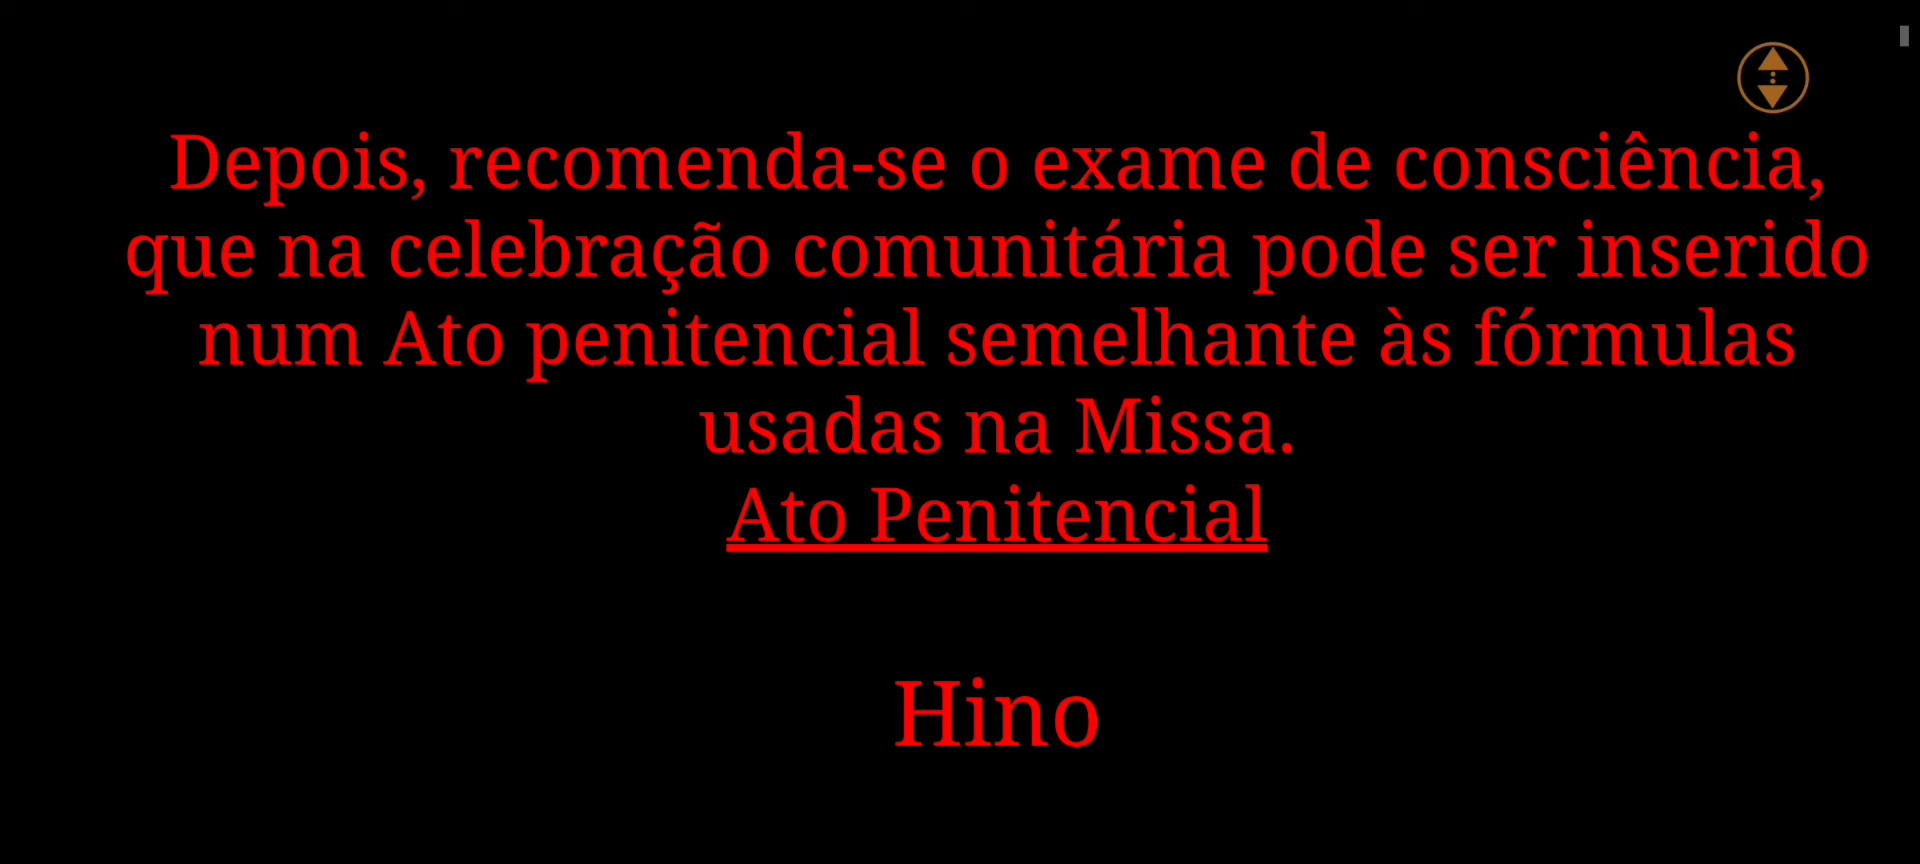 Depois, recomenda-se o exame de consciência,
que na celebração comunitária pode ser inserido
num Ato penitencial semelhante às fórmulas
usadas na Missa.
Ato Penitencial
Hino